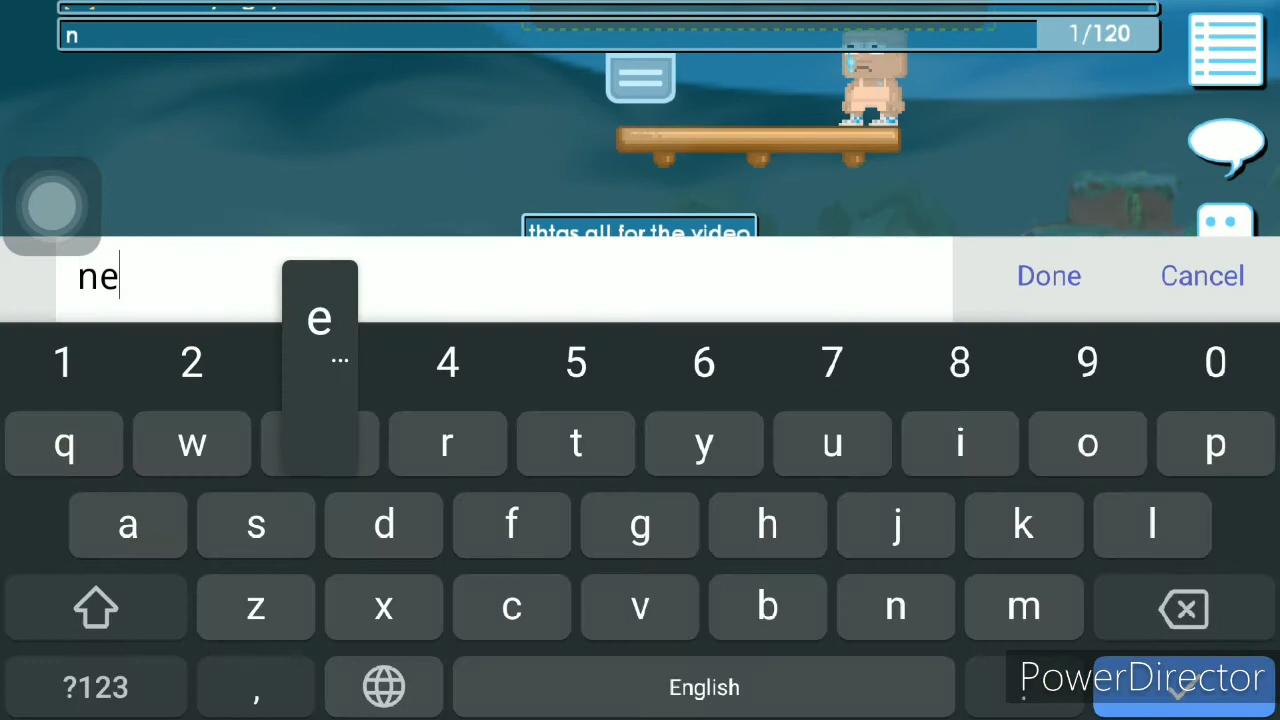 n
1/120
thtas all for the video
ne
Done
Cancel
e
...
1 2 4 5 6 7 8 9 0
q w r t y u i o p
a s d f g h j k l
z x c v b n m
?123 , English .
PowerDirector